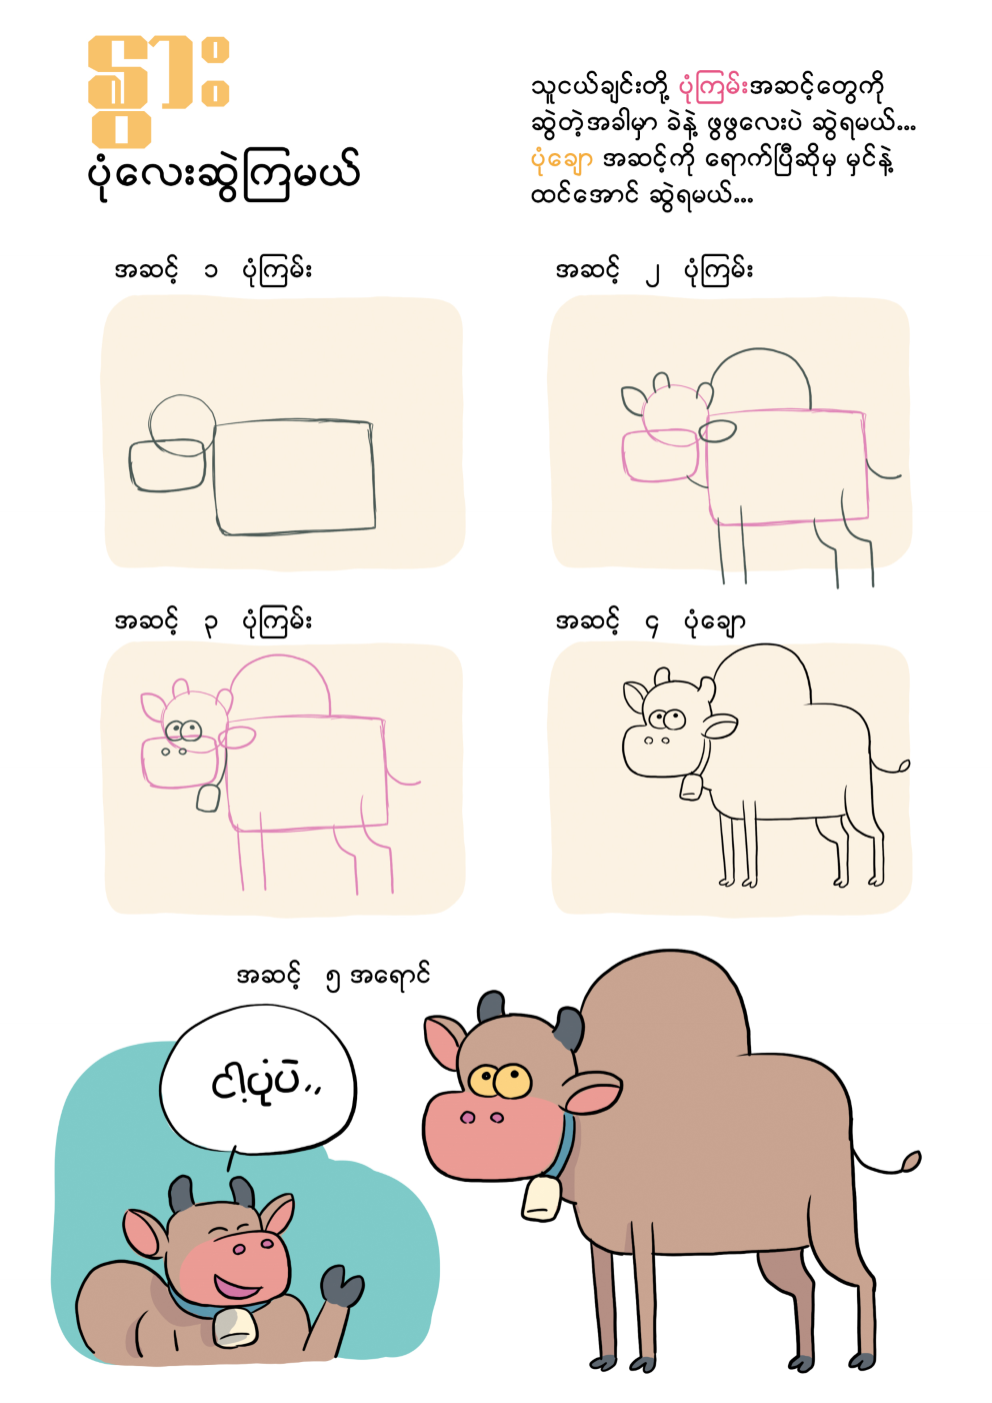 နွား
ပုံလေးဆွဲကြမယ်
သူငယ်ချင်းတို့ ပုံကြမ်းအဆင့်တွေကို
ဆွဲတဲ့အခါမှာ ခဲနဲ့ ဖွဖွလေးပဲ ဆွဲရမယ်...
ပုံချော အဆင့်ကို ရောက်ပြီဆိုမှ မှင်နဲ့
ထင်အောင် ဆွဲရမယ်...
အဆင့် ၁ ပုံကြမ်း
အဆင့် ၂ ပုံကြမ်း
အဆင့် ၃ ပုံကြမ်း
အဆင့် ၄ ပုံချော
အဆင့် ၅ အရောင်
ငါ့ပုံပဲ,,